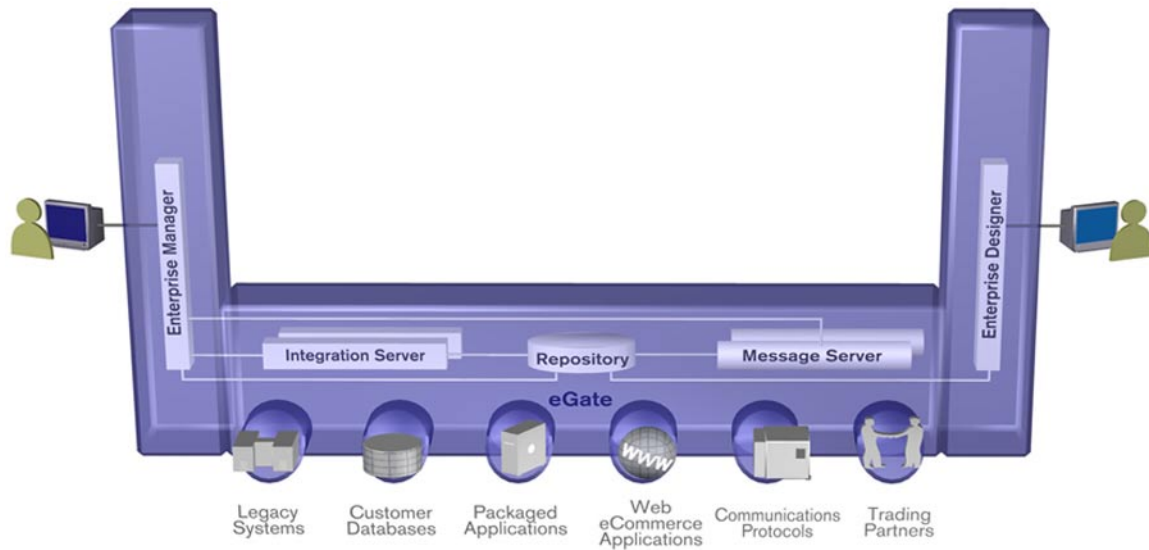 Enterprise Manager
Enterprise Designer
Integration Server
Repository
Message Server
eGate
www
Legacy
Systems
Customer
Databases
Packaged
Applications
Web
eCommerce
Applications
Communications
Protocols
Trading
Partners